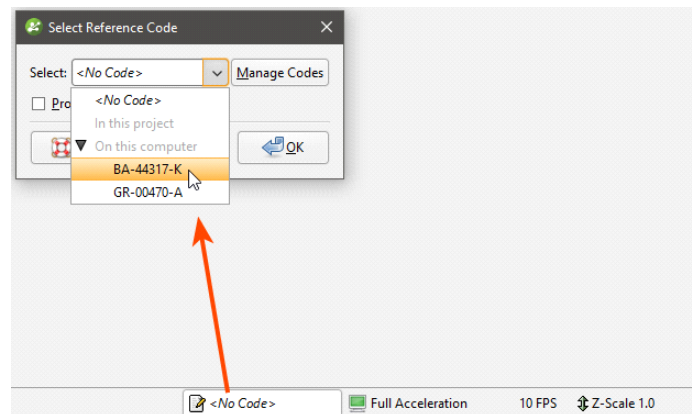 Select Reference Code
Select: <No Code> Manage Codes
Pro
<No Code>
In this project
On this computer
OK
BA-44317-K
GR-00470-A
<No Code> Full Acceleration 10 FPS Z-Scale 1.0